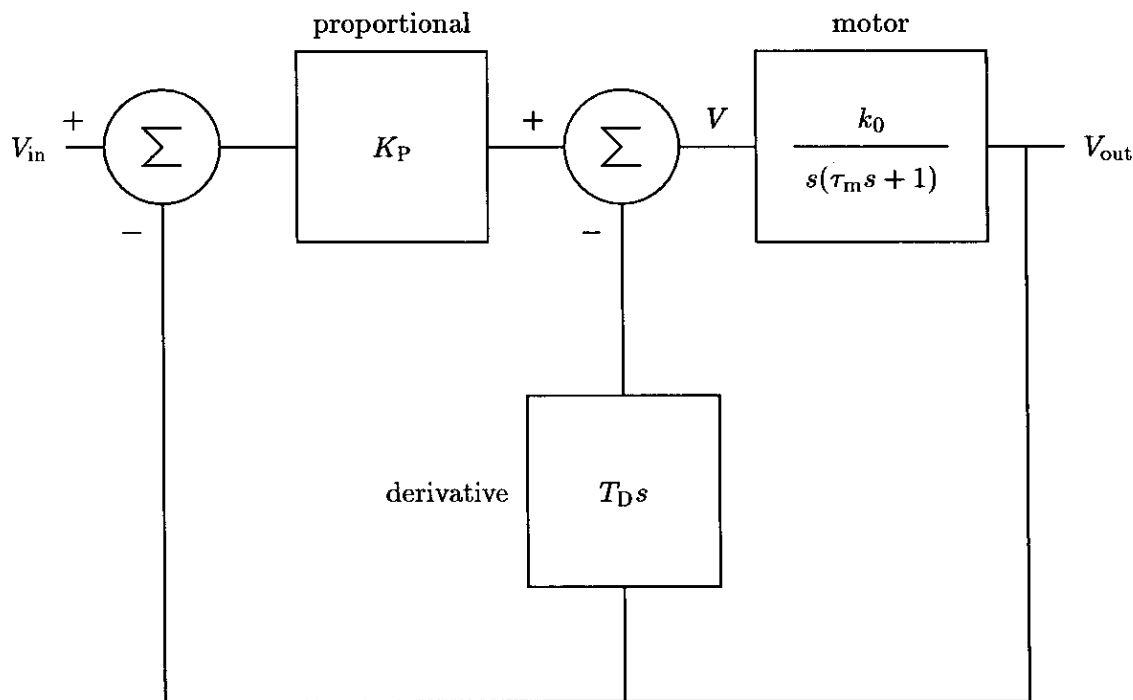 proportional
motor
V_in
+
−
Σ
K_P
+
−
Σ
V
k_0
s(τ_m s + 1)
V_out
derivative
T_D s